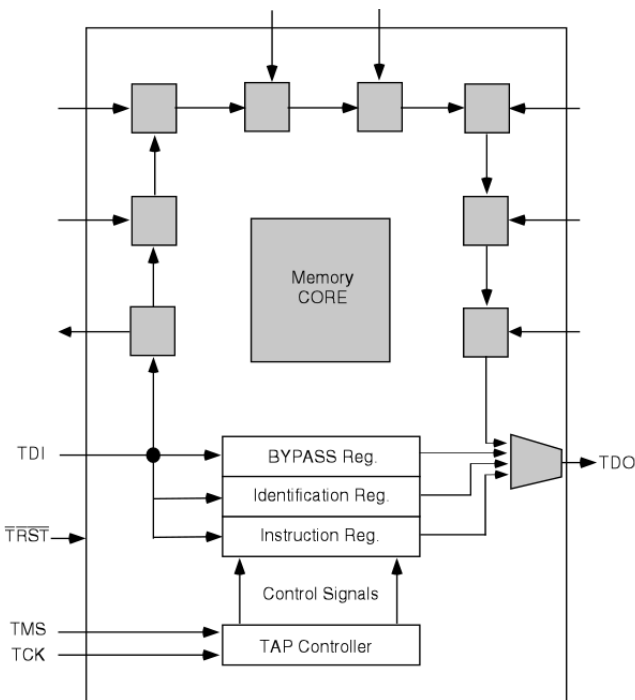 Memory
CORE
TDI
BYPASS Reg.
TDO
Identification Reg.
TRST
Instruction Reg.
Control Signals
TMS
TAP Controller
TCK